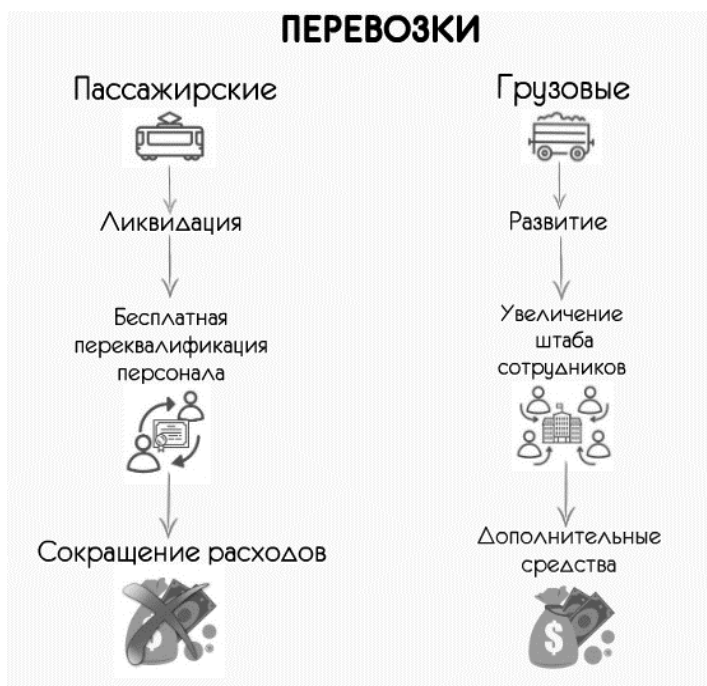 ПЕРЕВОЗКИ
Пассажирские
Ликвидация
Бесплатная
переквалификация
персонала
Сокращение расходов
Грузовые
Развитие
Увеличение
штаба
сотрудников
Дополнительные
средства
$